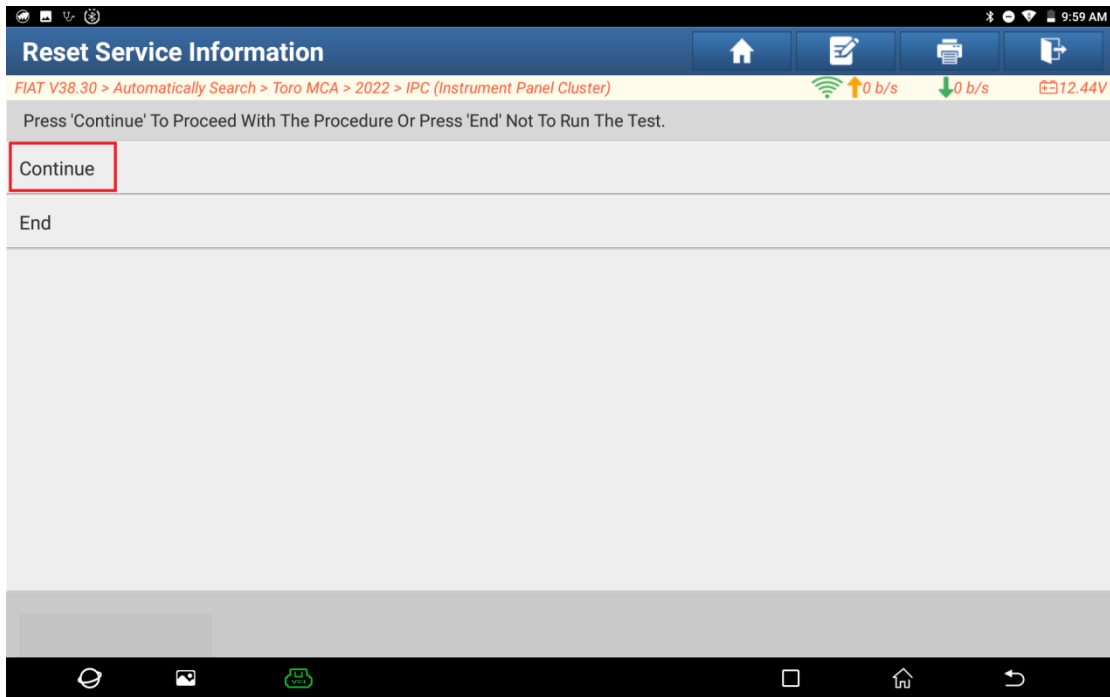 9:59 AM
Reset Service Information
FIAT V38.30 > Automatically Search > Toro MCA > 2022 > IPC (Instrument Panel Cluster) 0 b/s 0 b/s 12.44V
Press 'Continue' To Proceed With The Procedure Or Press 'End' Not To Run The Test.
Continue
End
VCI